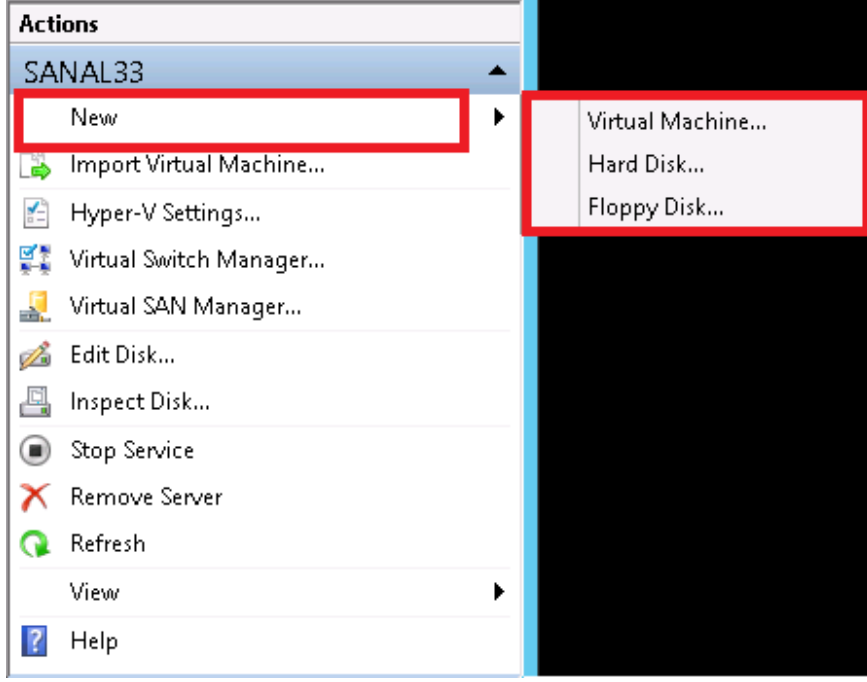 Actions
SANAL33
New
Virtual Machine...
Hard Disk...
Floppy Disk...
Import Virtual Machine...
Hyper-V Settings...
Virtual Switch Manager...
Virtual SAN Manager...
Edit Disk...
Inspect Disk...
Stop Service
Remove Server
Refresh
View
Help